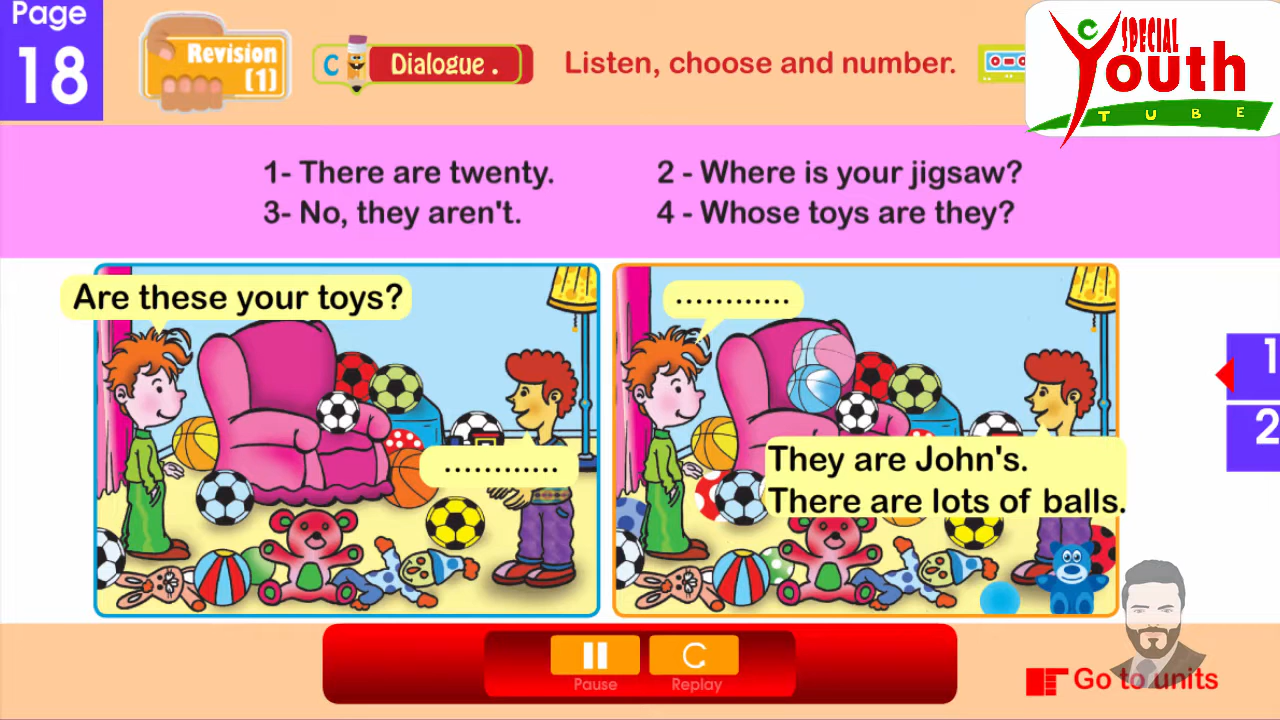 Page
18
Revision
(1)
C
Dialogue .
Listen, choose and number.
SPECIAL
Youth
TUBE
1- There are twenty.
2 - Where is your jigsaw?
3- No, they aren't.
4 - Whose toys are they?
Are these your toys?
............
............
They are John's.
There are lots of balls.
1
2
Pause
Replay
Go to units